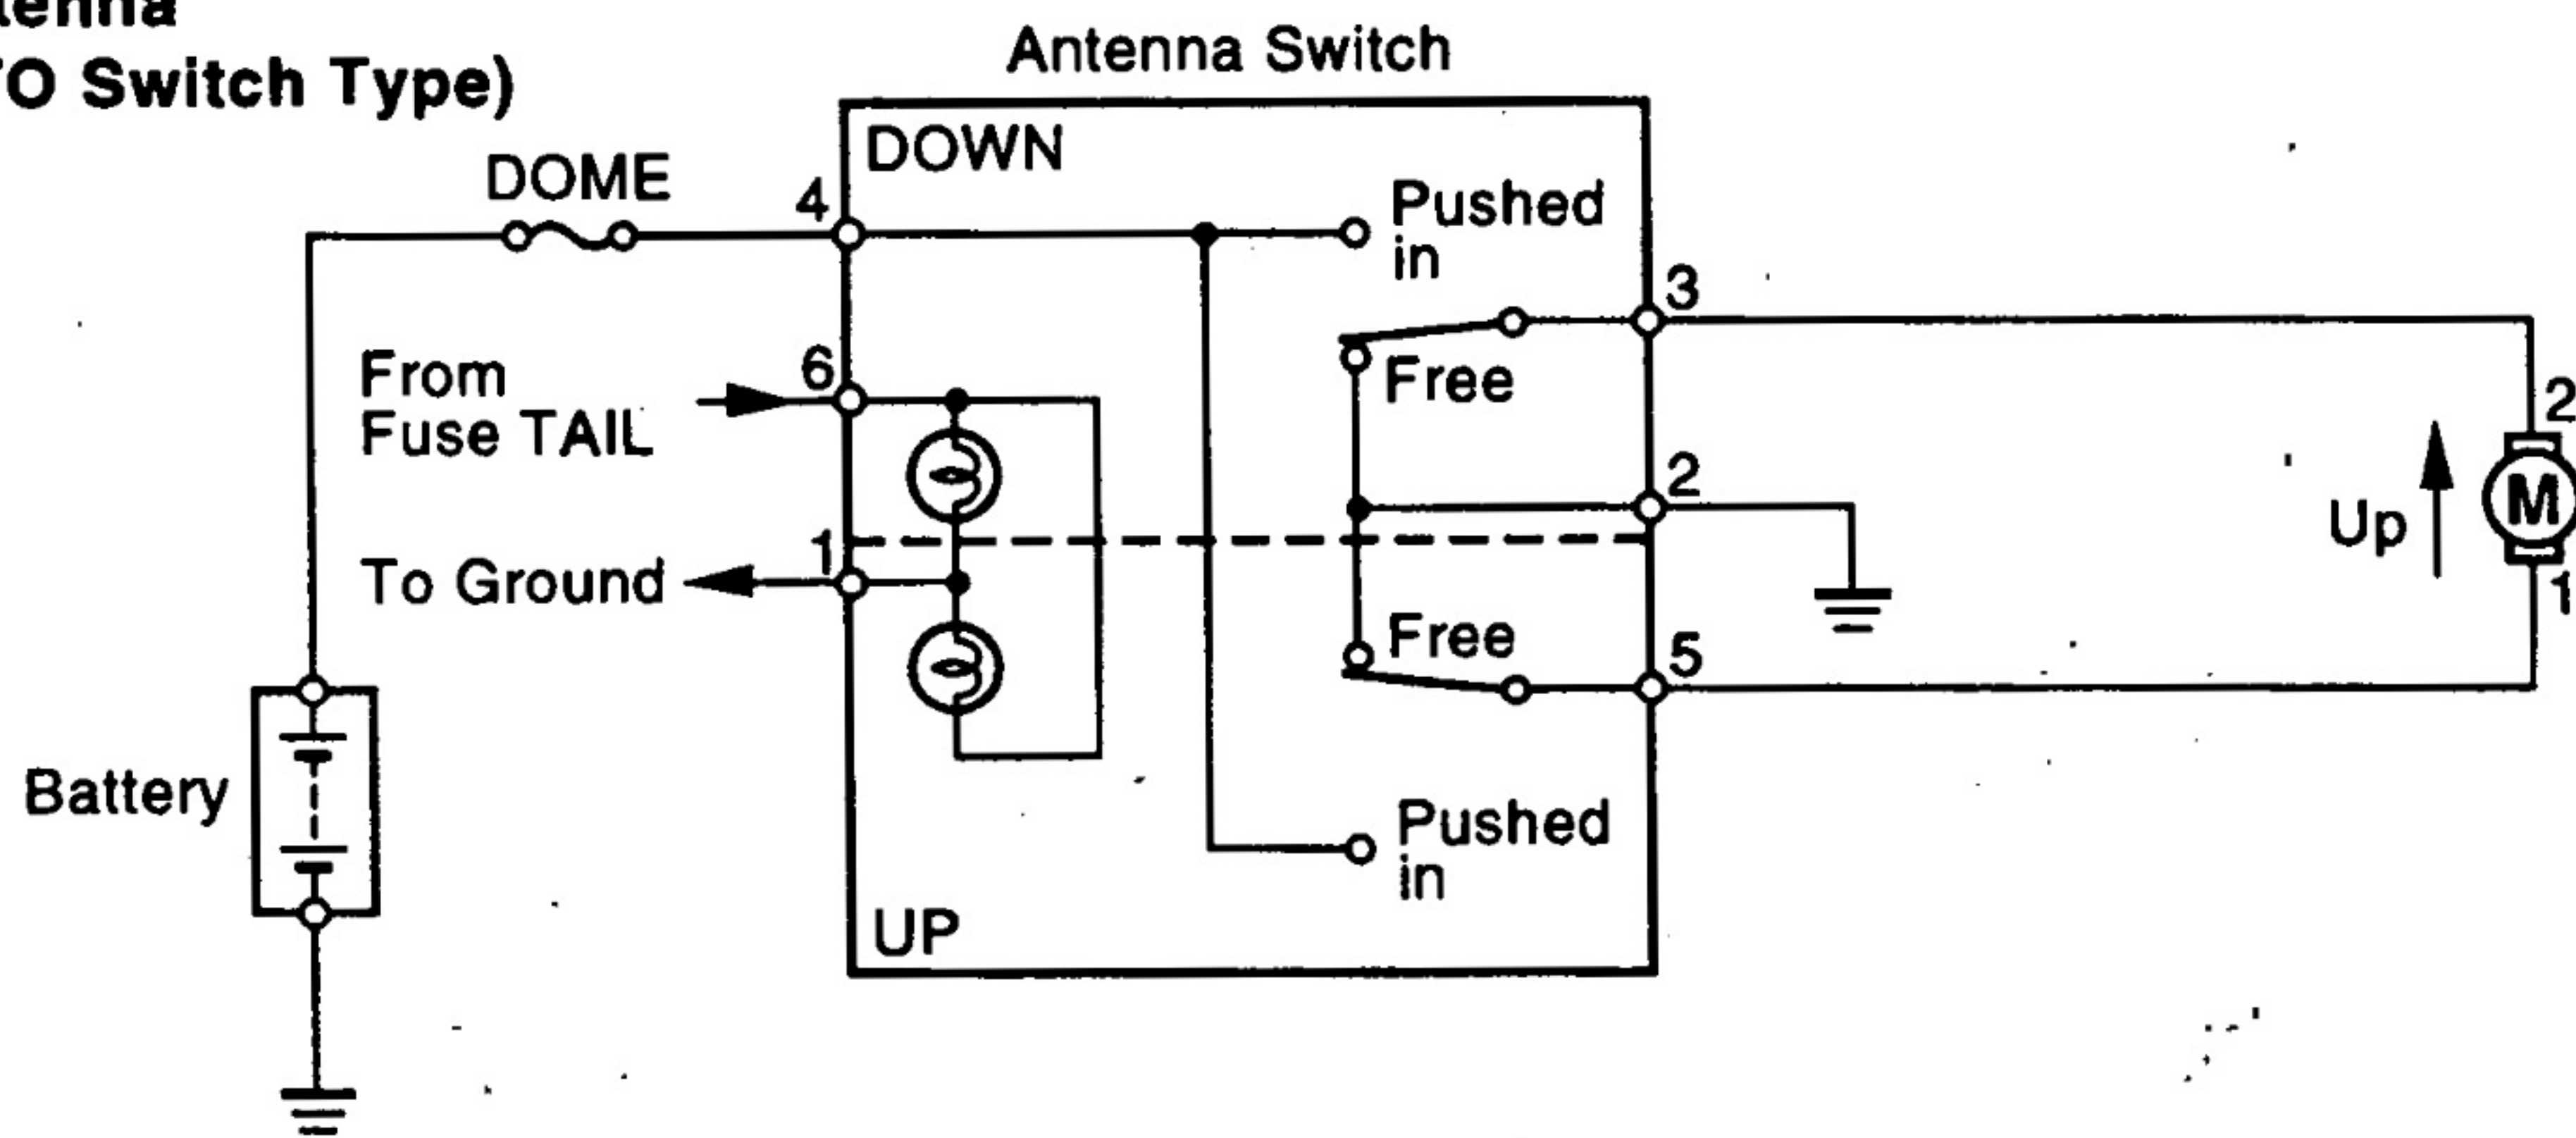 Switch Type)
Antenna Switch
DOWN
DOME
4
Pushed
in
3
From
Fuse TAIL
6
Free
2
2
M
Up
1
To Ground
1
Free
5
Battery
Pushed
in
UP